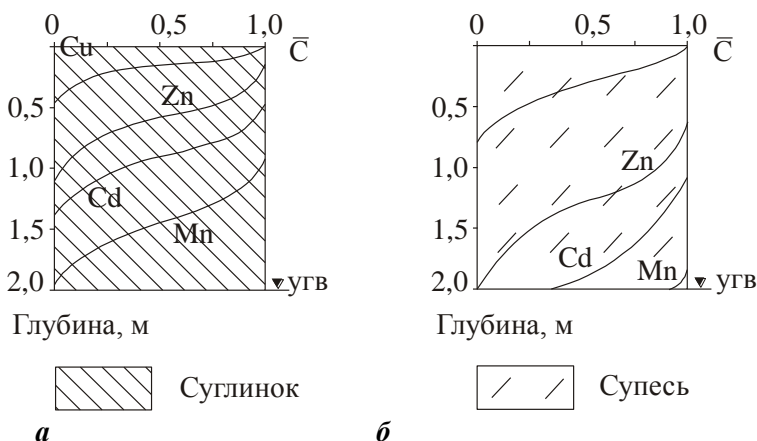 0 0,5 1,0 C̅
Cu
Zn
0,5
1,0
Cd
Mn
1,5
2,0 угв
Глубина, м
Суглинок
а
0 0,5 1,0 C̅
0,5
Zn
1,0
1,5
Cd
Mn
2,0 угв
Глубина, м
Супесь
б